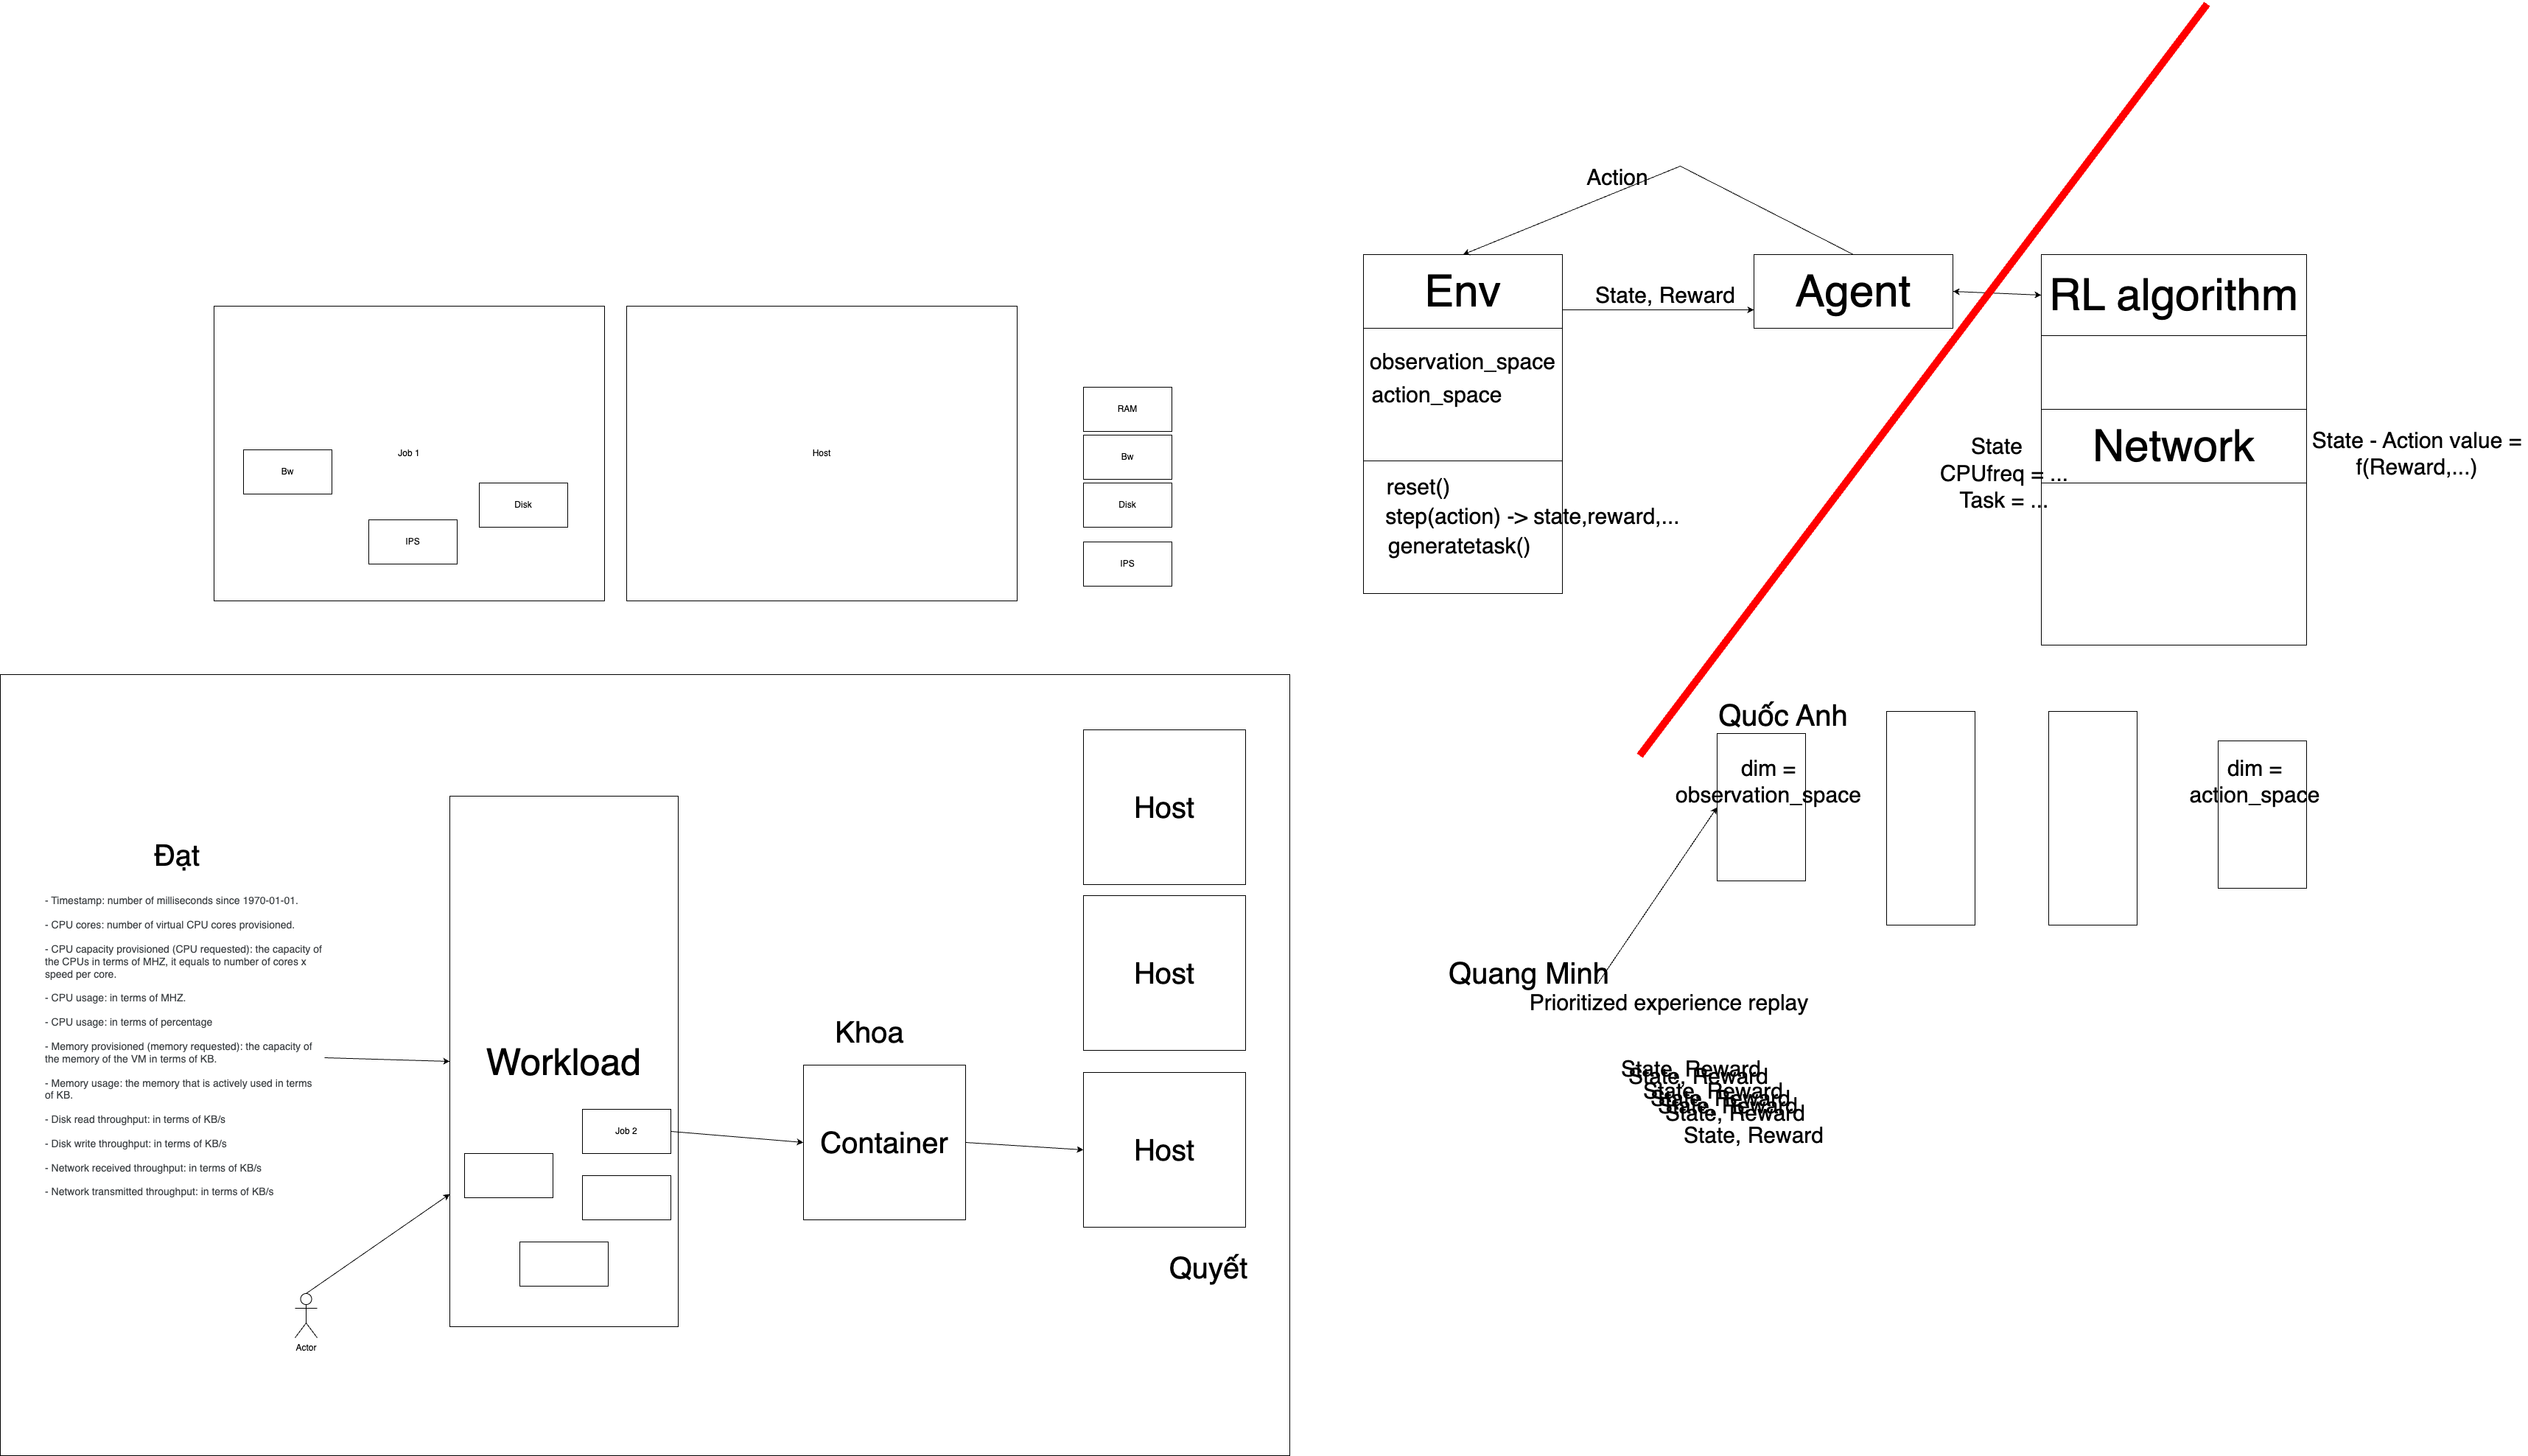 Action
Env
State, Reward
Agent
RL algorithm
observation_space
action_space
reset()
step(action) -> state,reward,...
generatetask()
Network
State
CPUfreq = ...
Task = ...
State - Action value =
f(Reward,...)
Job 1
Bw
Disk
IPS
Host
RAM
Bw
Disk
IPS
Đạt
- Timestamp: number of milliseconds since 1970-01-01.
- CPU cores: number of virtual CPU cores provisioned.
- CPU capacity provisioned (CPU requested): the capacity of
the CPUs in terms of MHZ, it equals to number of cores x
speed per core.
- CPU usage: in terms of MHZ.
- CPU usage: in terms of percentage
- Memory provisioned (memory requested): the capacity of
the memory of the VM in terms of KB.
- Memory usage: the memory that is actively used in terms
of KB.
- Disk read throughput: in terms of KB/s
- Disk write throughput: in terms of KB/s
- Network received throughput: in terms of KB/s
- Network transmitted throughput: in terms of KB/s
Actor
Workload
Job 2
Khoa
Container
Host
Host
Host
Quyết
Quốc Anh
dim =
observation_space
dim =
action_space
Quang Minh
Prioritized experience replay
State, Reward
State, Reward
State, Reward
State, Reward
State, Reward
State, Reward
State, Reward